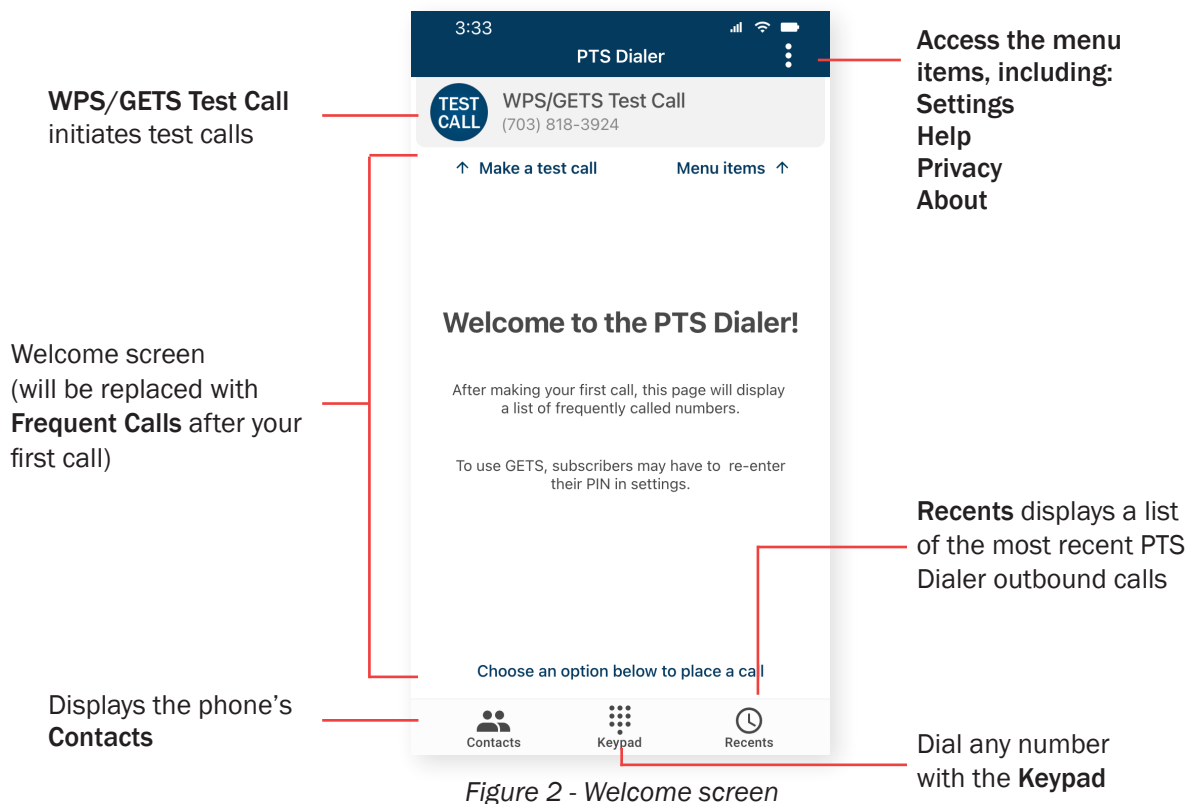 3:33
PTS Dialer
Access the menu
items, including:
Settings
Help
Privacy
About
WPS/GETS Test Call
initiates test calls
TEST
CALL
WPS/GETS Test Call
(703) 818-3924
↑ Make a test call
Menu items ↑
Welcome to the PTS Dialer!
Welcome screen
(will be replaced with
Frequent Calls after your
first call)
After making your first call, this page will display
a list of frequently called numbers.
To use GETS, subscribers may have to re-enter
their PIN in settings.
Recents displays a list
of the most recent PTS
Dialer outbound calls
Choose an option below to place a call
Displays the phone's
Contacts
Contacts
Keypad
Recents
Dial any number
with the Keypad
Figure 2 - Welcome screen